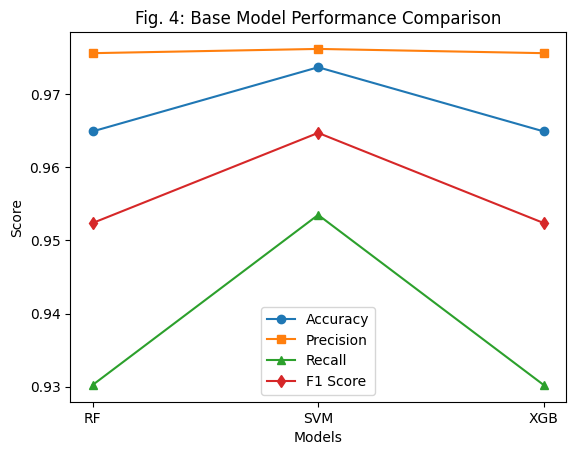 Fig. 4: Base Model Performance Comparison
0.97
0.96
0.95
0.94
0.93
Score
Accuracy
Precision
Recall
F1 Score
RF SVM XGB
Models